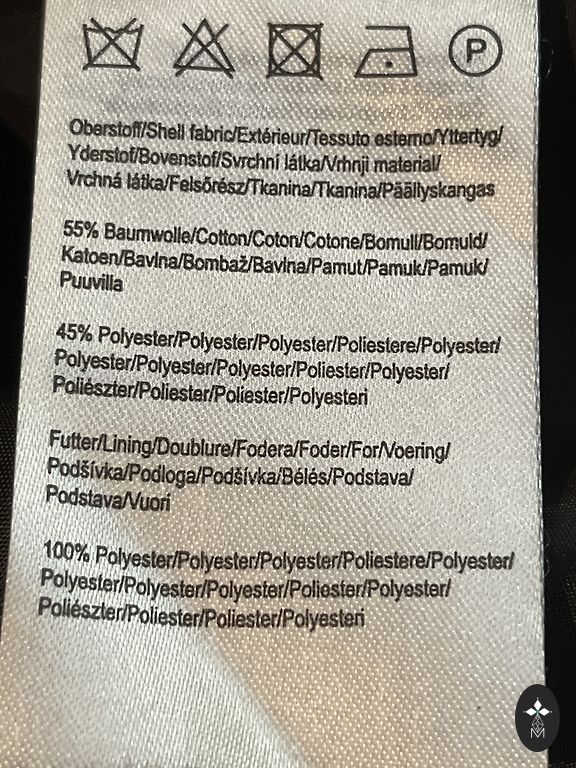 P
Oberstoff/Shell fabric/Extérieur/Tessuto esterno/Yttertyg/
Yderstof/Bovenstof/Svrchní látka/Vrhnji material/
Vrchná látka/Felsőrész/Tkanina/Tkanina/Päällyskangas
55% Baumwolle/Cotton/Coton/Cotone/Bomull/Bomuld/
Katoen/Bavlna/Bombaž/Bavlna/Pamut/Pamuk/Pamuk/
Puuvilla
45% Polyester/Polyester/Polyester/Poliestere/Polyester/
Polyester/Polyester/Polyester/Poliester/Polyester/
Poliészter/Poliester/Poliester/Polyesteri
Futter/Lining/Doublure/Fodera/Foder/For/Voering/
Podšívka/Podloga/Podšívka/Bélés/Podstava/
Podstava/Vuori
100% Polyester/Polyester/Polyester/Poliestere/Polyester/
Polyester/Polyester/Polyester/Poliester/Polyester/
Poliészter/Poliester/Poliester/Polyesteri
M